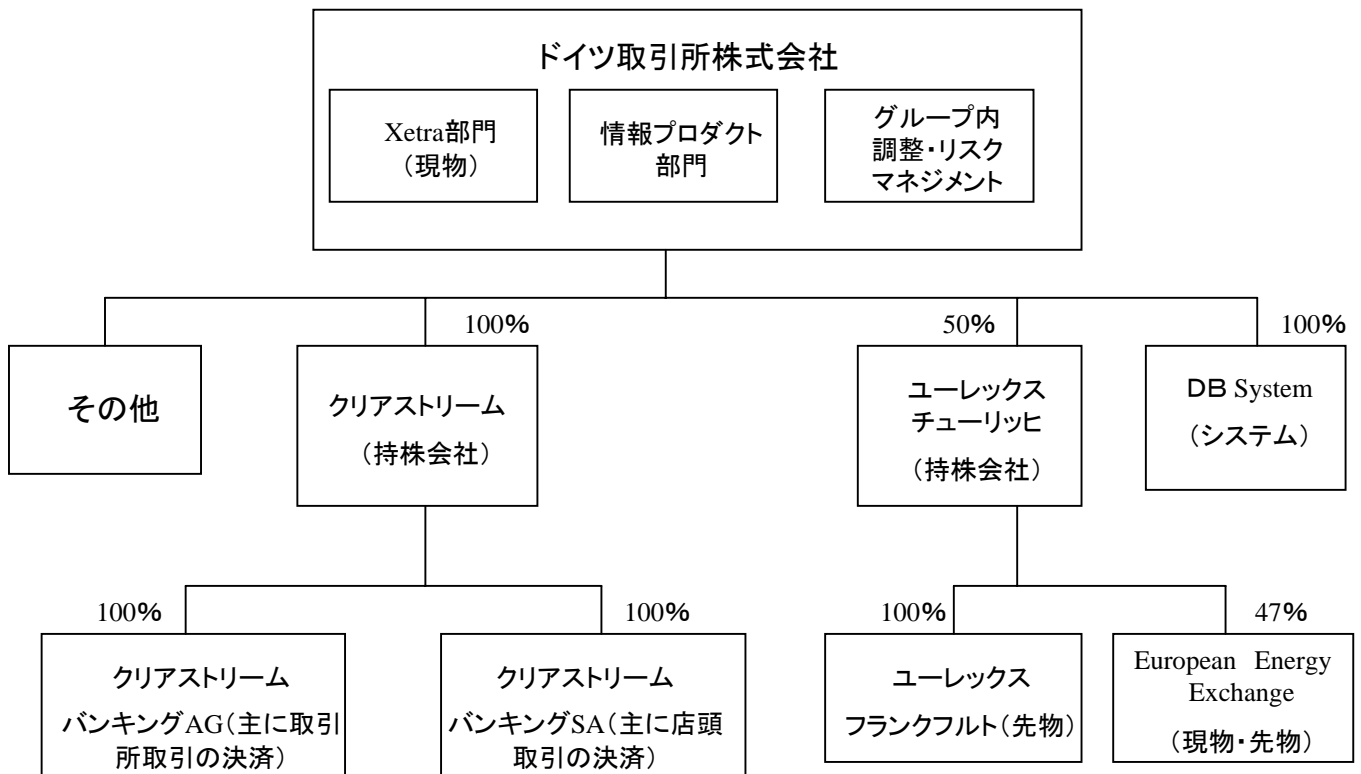 ドイツ取引所株式会社
Xetra部門
（現物）
情報プロダクト
部門
グループ内
調整・リスク
マネジメント
100%
50%
100%
その他
クリアストリーム
（持株会社）
ユーレックス
チューリッヒ
（持株会社）
DB System
（システム）
100%
100%
100%
47%
クリアストリーム
バンキングAG（主に取引
所取引の決済）
クリアストリーム
バンキングSA（主に店頭
取引の決済）
ユーレックス
フランクフルト（先物）
European Energy
Exchange
（現物・先物）